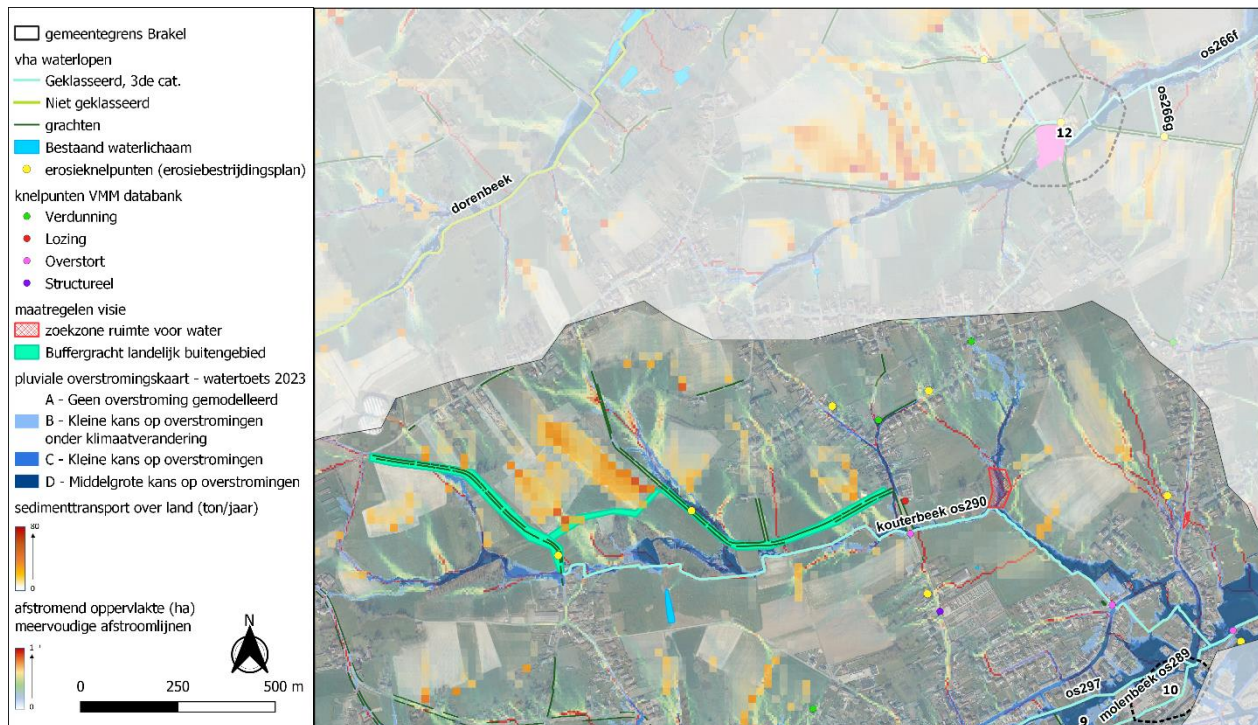 gemeentegrens Brakel
vha waterlopen
Geklasseerd, 3de cat.
Niet geklasseerd
grachten
Bestaand waterlichaam
erosieknelpunten (erosiebestrijdingsplan)
knelpunten VMM databank
Verdunning
Lozing
Overstort
Structureel
maatregelen visie
zoekzone ruimte voor water
Buffergracht landelijk buitengebied
pluviale overstromingskaart - watertoets 2023
A - Geen overstroming gemodelleerd
B - Kleine kans op overstromingen
onder klimaatverandering
C - Kleine kans op overstromingen
D - Middelgrote kans op overstromingen
sedimenttransport over land (ton/jaar)
80
0
afstromend oppervlakte (ha)
meervoudige afstroomlijnen
1
0
N
0 250 500 m
os266f
os266g
12
dorenbeek
kouterbeek os290
os297
molenbeek os289
10
9